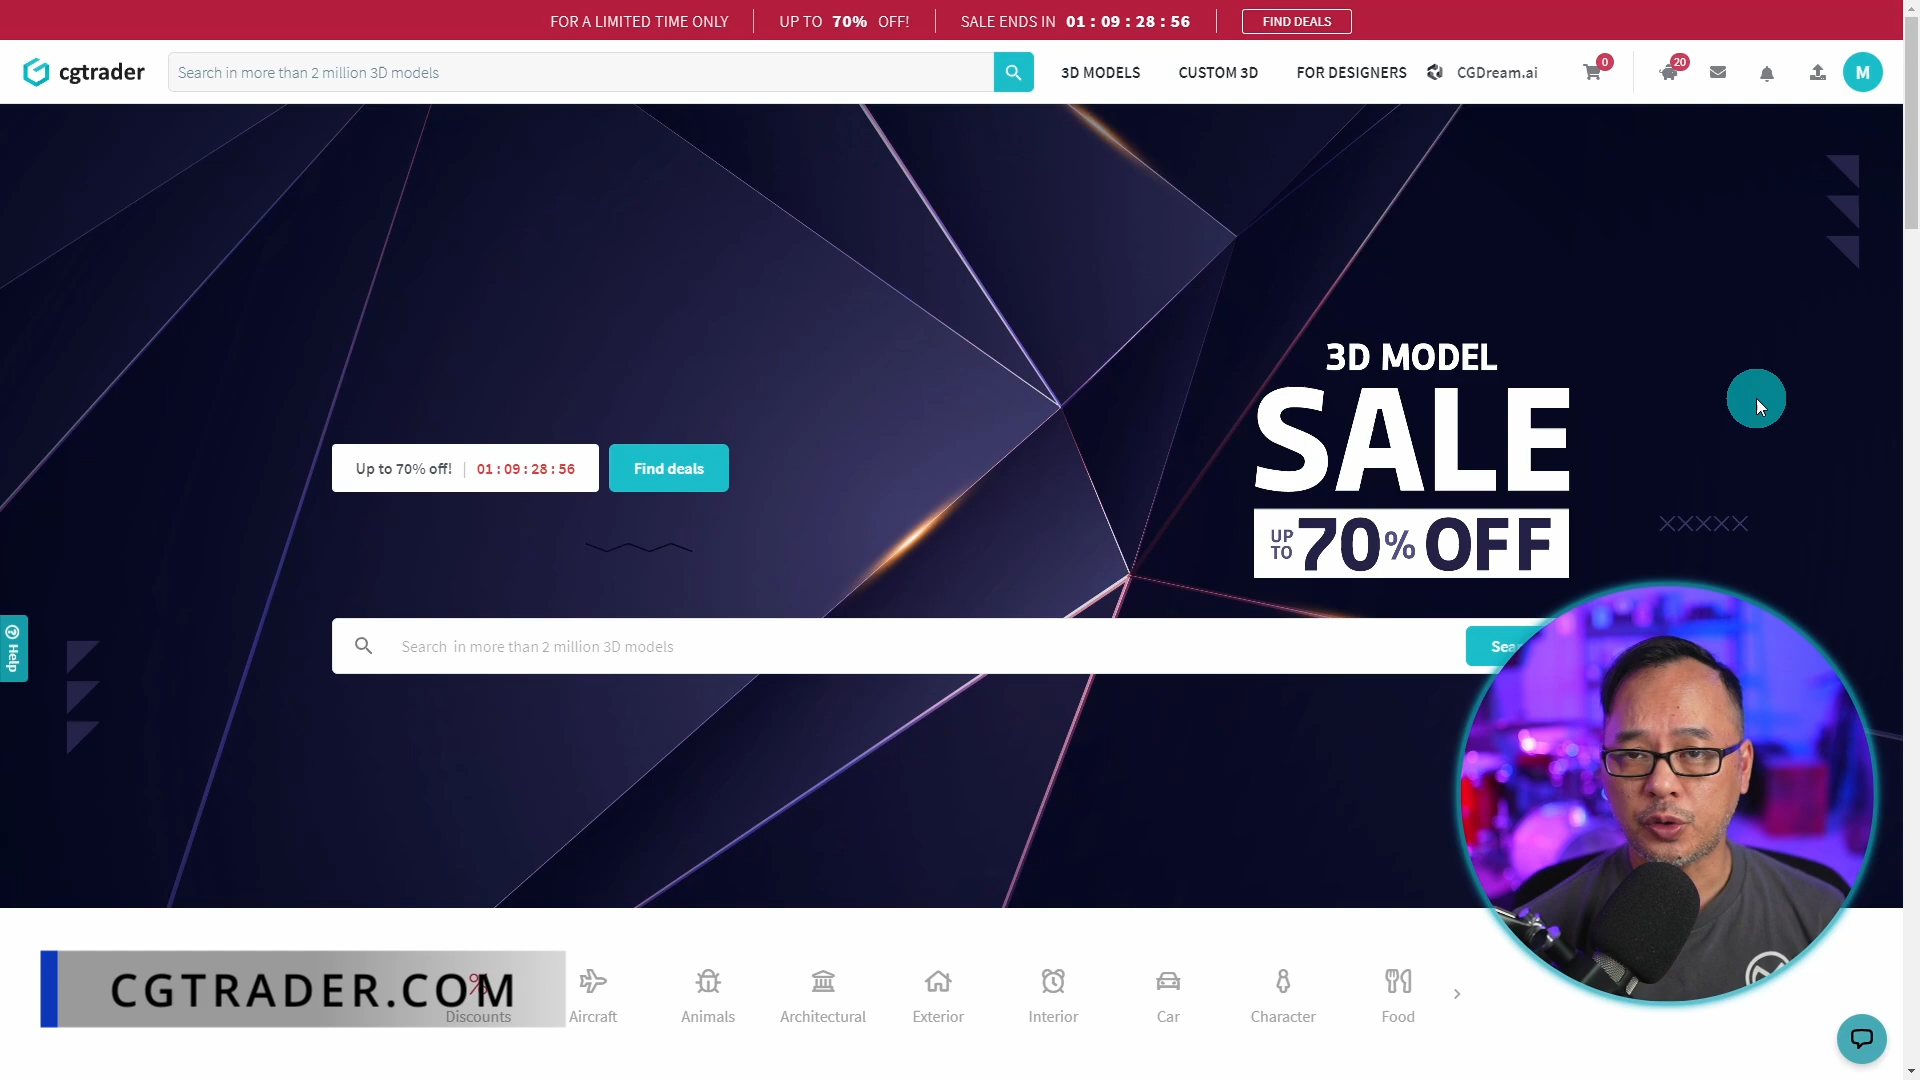 FOR A LIMITED TIME ONLY UP TO 70% OFF! SALE ENDS IN 01 : 09 : 28 : 56 FIND DEALS
cgtrader Search in more than 2 million 3D models 3D MODELS CUSTOM 3D FOR DESIGNERS CGDream.ai 0 20 M
3D MODEL
SALE
UP TO 70% OFF
Up to 70% off! 01 : 09 : 28 : 56 Find deals
Search in more than 2 million 3D models
Help
CGTRADER.COM
Discounts Aircraft Animals Architectural Exterior Interior Car Character Food